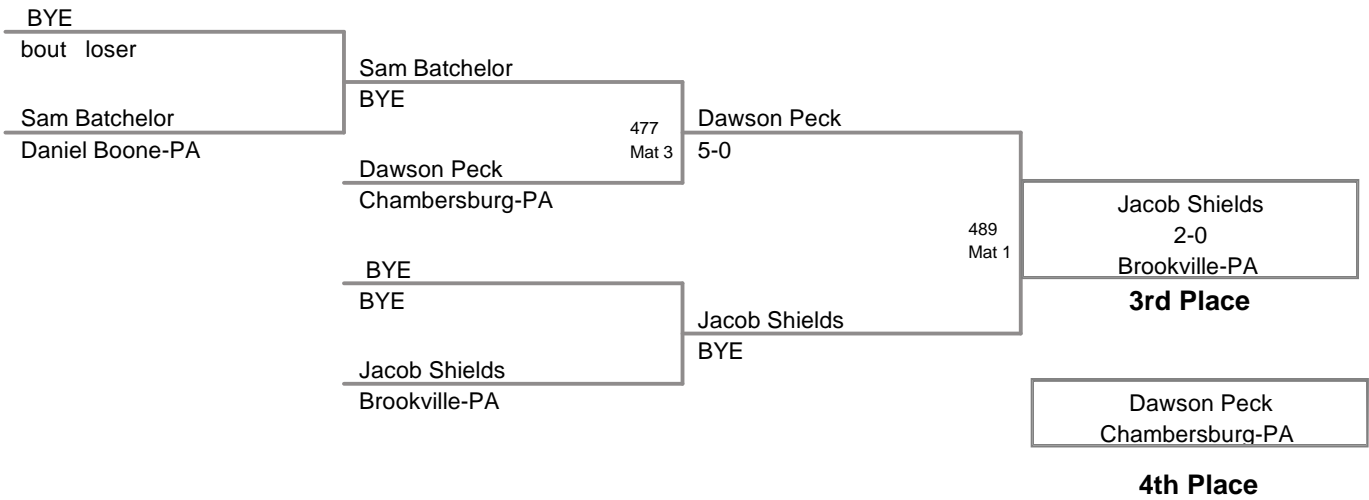 BYE
bout loser
Sam Batchelor
Daniel Boone-PA
Sam Batchelor
BYE
Dawson Peck
Chambersburg-PA
BYE
BYE
Jacob Shields
Brookville-PA
477
Mat 3
Dawson Peck
5-0
Jacob Shields
BYE
489
Mat 1
Jacob Shields
2-0
Brookville-PA
3rd Place
Dawson Peck
Chambersburg-PA
4th Place